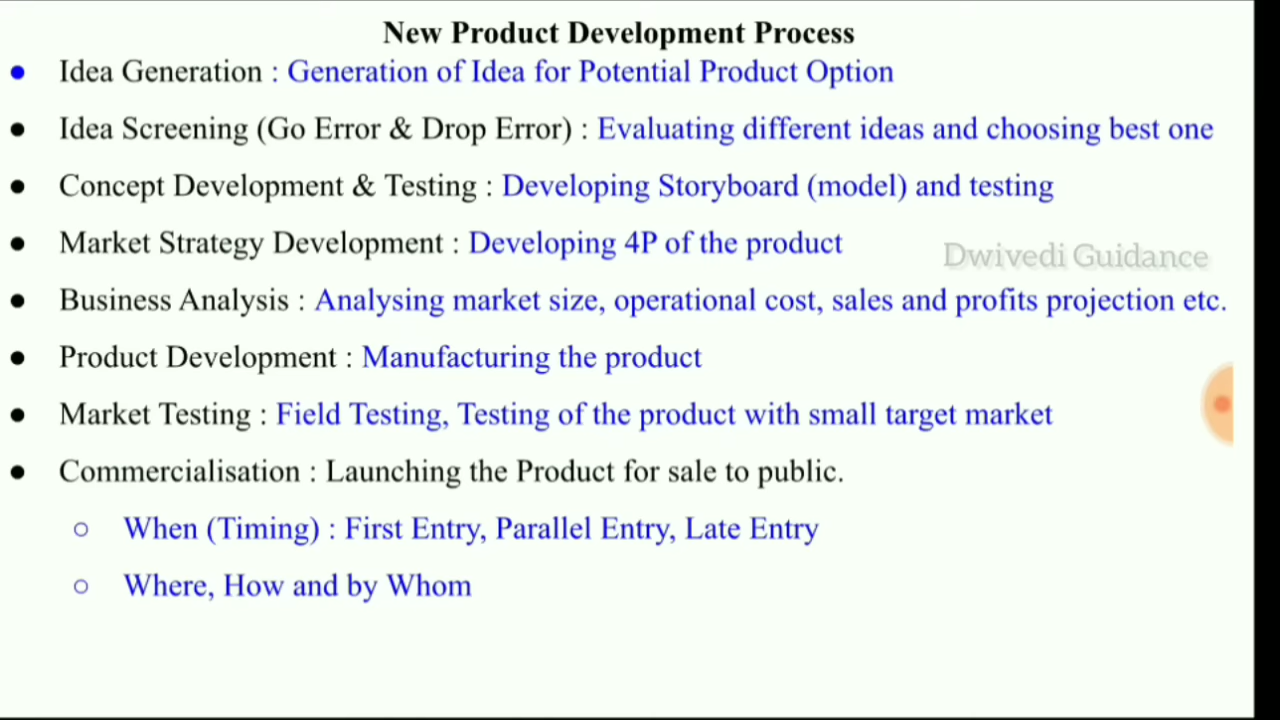 New Product Development Process
● Idea Generation : Generation of Idea for Potential Product Option
● Idea Screening (Go Error & Drop Error) : Evaluating different ideas and choosing best one
● Concept Development & Testing : Developing Storyboard (model) and testing
● Market Strategy Development : Developing 4P of the product
Dwivedi Guidance
● Business Analysis : Analysing market size, operational cost, sales and profits projection etc.
● Product Development : Manufacturing the product
● Market Testing : Field Testing, Testing of the product with small target market
● Commercialisation : Launching the Product for sale to public.
○ When (Timing) : First Entry, Parallel Entry, Late Entry
○ Where, How and by Whom